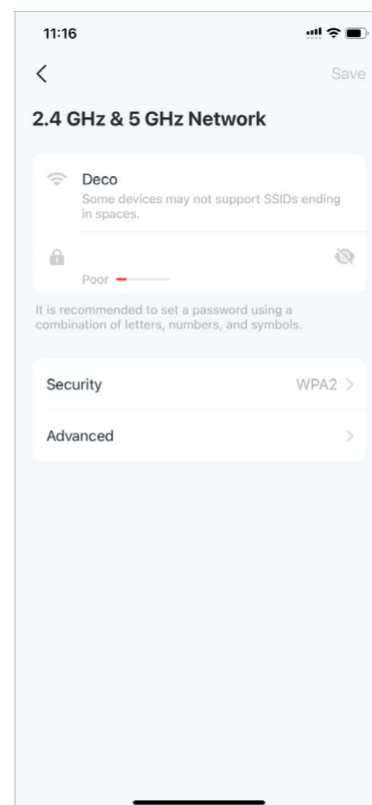 11:16
Save
2.4 GHz & 5 GHz Network
Deco
Some devices may not support SSIDs ending
in spaces.
Poor
It is recommended to set a password using a
combination of letters, numbers, and symbols.
Security WPA2
Advanced